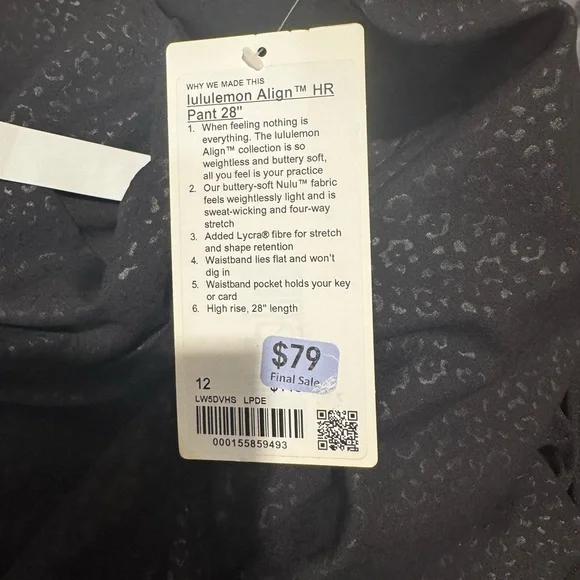 WHY WE MADE THIS
lululemon Align™ HR
Pant 28"
1. When feeling nothing is
everything. The lululemon
Align™ collection is so
weightless and buttery soft,
all you feel is your practice
2. Our buttery-soft Nulu™ fabric
feels weightlessly light and is
sweat-wicking and four-way
stretch
3. Added Lycra® fibre for stretch
and shape retention
4. Waistband lies flat and won't
dig in
5. Waistband pocket holds your key
or card
6. High rise, 28" length
$79
Final Sale
12
LW5DVHS LPDE
000155859493